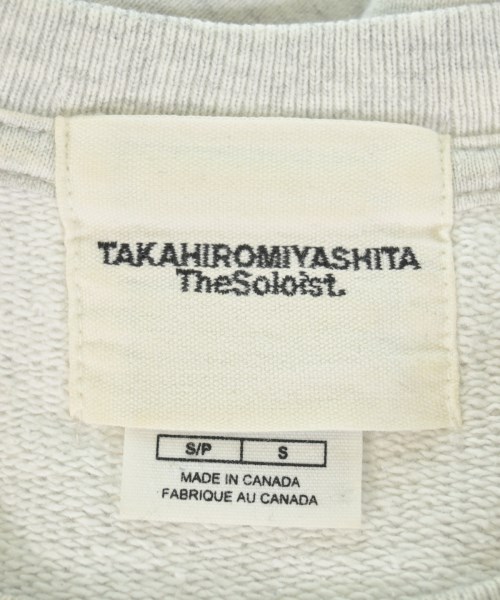 TAKAHIROMIYASHITA
TheSoloist.
S/P S
MADE IN CANADA
FABRIQUE AU CANADA